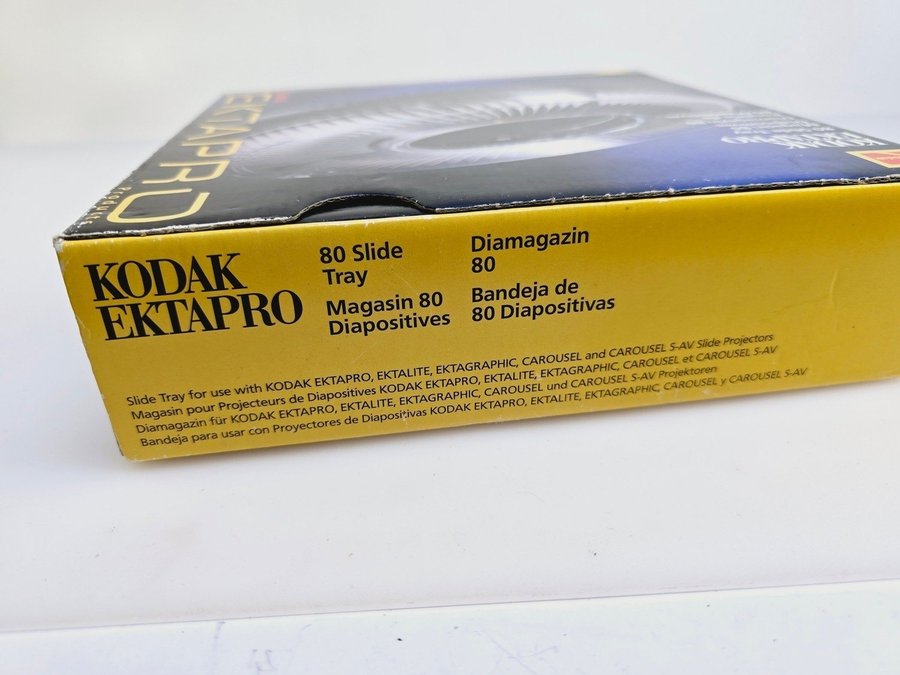 EKTAPRO
Products
KODAK
EKTAPRO
80 Slide
Tray
Magasin 80
Diapositives
Diamagazin
80
Bandeja de
80 Diapositivas
Slide Tray for use with KODAK EKTAPRO, EKTALITE, EKTAGRAPHIC, CAROUSEL and CAROUSEL S-AV Slide Projectors
Magasin pour Projecteurs de Diapositives KODAK EKTAPRO, EKTALITE, EKTAGRAPHIC, CAROUSEL et CAROUSEL S-AV
Diamagazin für KODAK EKTAPRO, EKTALITE, EKTAGRAPHIC, CAROUSEL und CAROUSEL S-AV Projektoren
Bandeja para usar con Proyectores de Diapositivas KODAK EKTAPRO, EKTALITE, EKTAGRAPHIC, CAROUSEL y CAROUSEL S-AV
KODAK
EKTAPRO